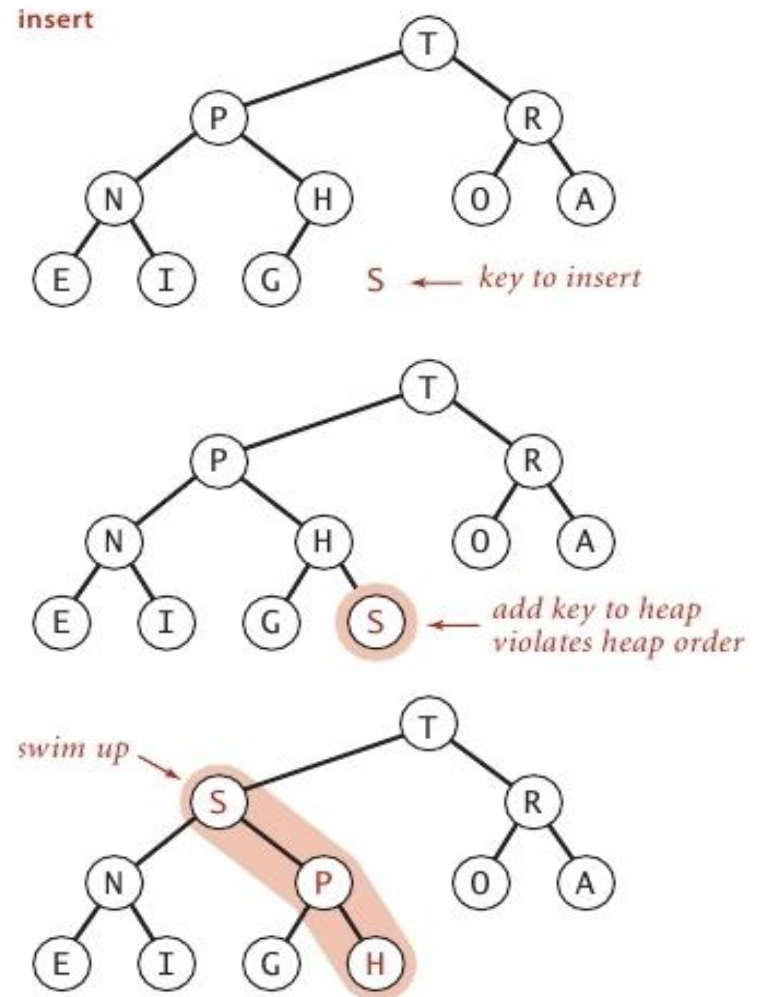 insert
T
P R
N H O A
E I G S key to insert
T
P R
N H O A
E I G S add key to heap
violates heap order
T
swim up
S R
N P O A
E I G H